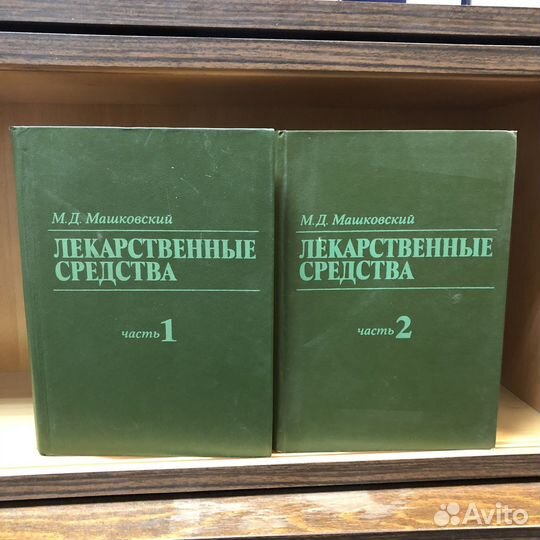 М.Д. Машковский
ЛЕКАРСТВЕННЫЕ
СРЕДСТВА
часть 1
М.Д. Машковский
ЛЕКАРСТВЕННЫЕ
СРЕДСТВА
часть 2
Avito